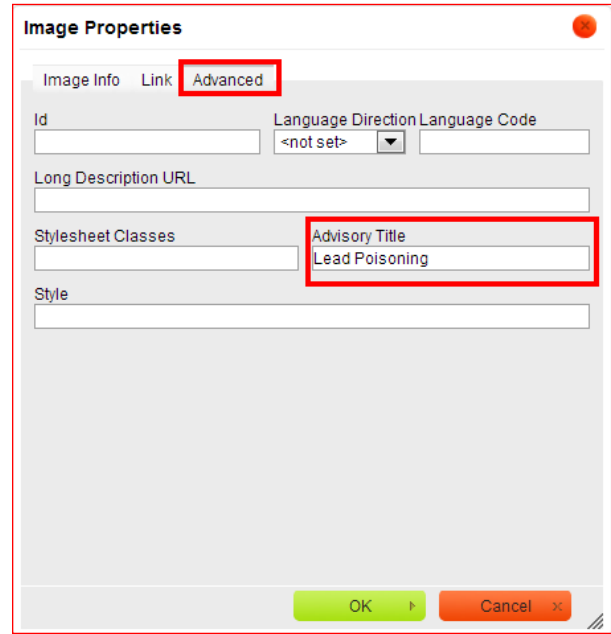 Image Properties
Image Info Link Advanced
Id Language Direction Language Code
<not set>
Long Description URL
Stylesheet Classes Advisory Title
Lead Poisoning
Style
OK Cancel